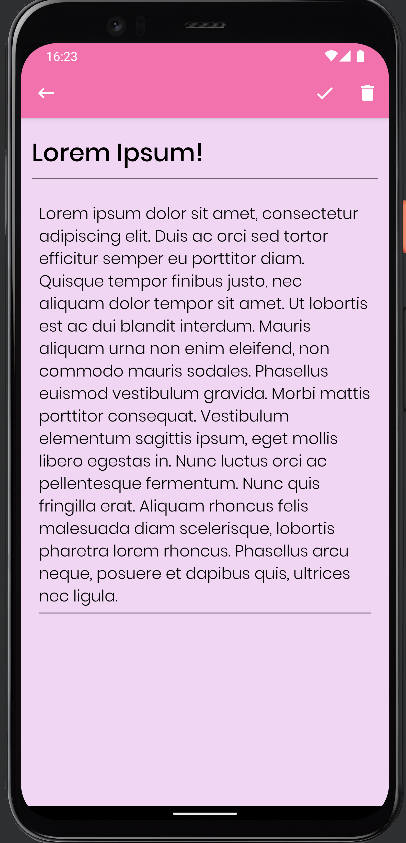 16:23
Lorem Ipsum!
Lorem ipsum dolor sit amet, consectetur
adipiscing elit. Duis ac orci sed tortor
efficitur semper eu porttitor diam.
Quisque tempor finibus justo, nec
aliquam dolor tempor sit amet. Ut lobortis
est ac dui blandit interdum. Mauris
aliquam urna non enim eleifend, non
commodo mauris sodales. Phasellus
euismod vestibulum gravida. Morbi mattis
porttitor consequat. Vestibulum
elementum sagittis ipsum, eget mollis
libero egestas in. Nunc luctus orci ac
pellentesque fermentum. Nunc quis
fringilla erat. Aliquam rhoncus felis
malesuada diam scelerisque, lobortis
pharetra lorem rhoncus. Phasellus arcu
neque, posuere et dapibus quis, ultrices
nec ligula.